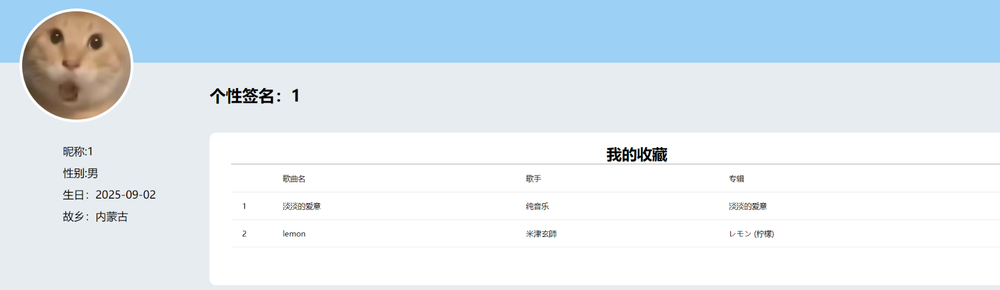 个性签名：1
昵称:1
性别:男
生日：2025-09-02
故乡：内蒙古
我的收藏
歌曲名 歌手 专辑
1 淡淡的爱意 纯音乐 淡淡的爱意
2 lemon 米津玄師 レモン (柠檬)